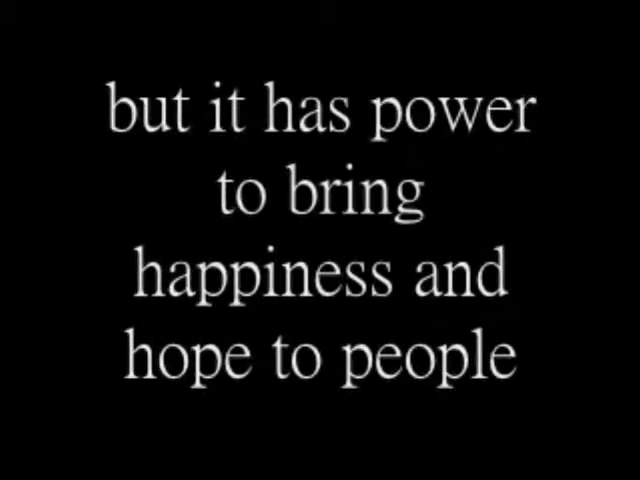 but it has power
to bring
happiness and
hope to people